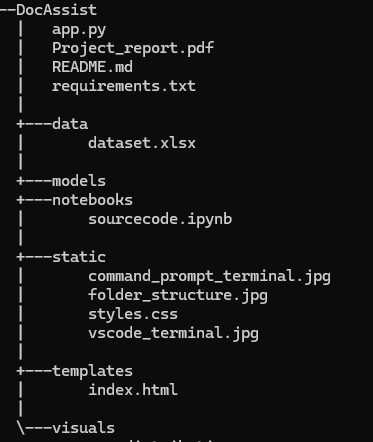 --DocAssist
|   app.py
|   Project_report.pdf
|   README.md
|   requirements.txt
|
+---data
|       dataset.xlsx
|
+---models
+---notebooks
|       sourcecode.ipynb
|
+---static
|       command_prompt_terminal.jpg
|       folder_structure.jpg
|       styles.css
|       vscode_terminal.jpg
|
+---templates
|       index.html
|
\---visuals